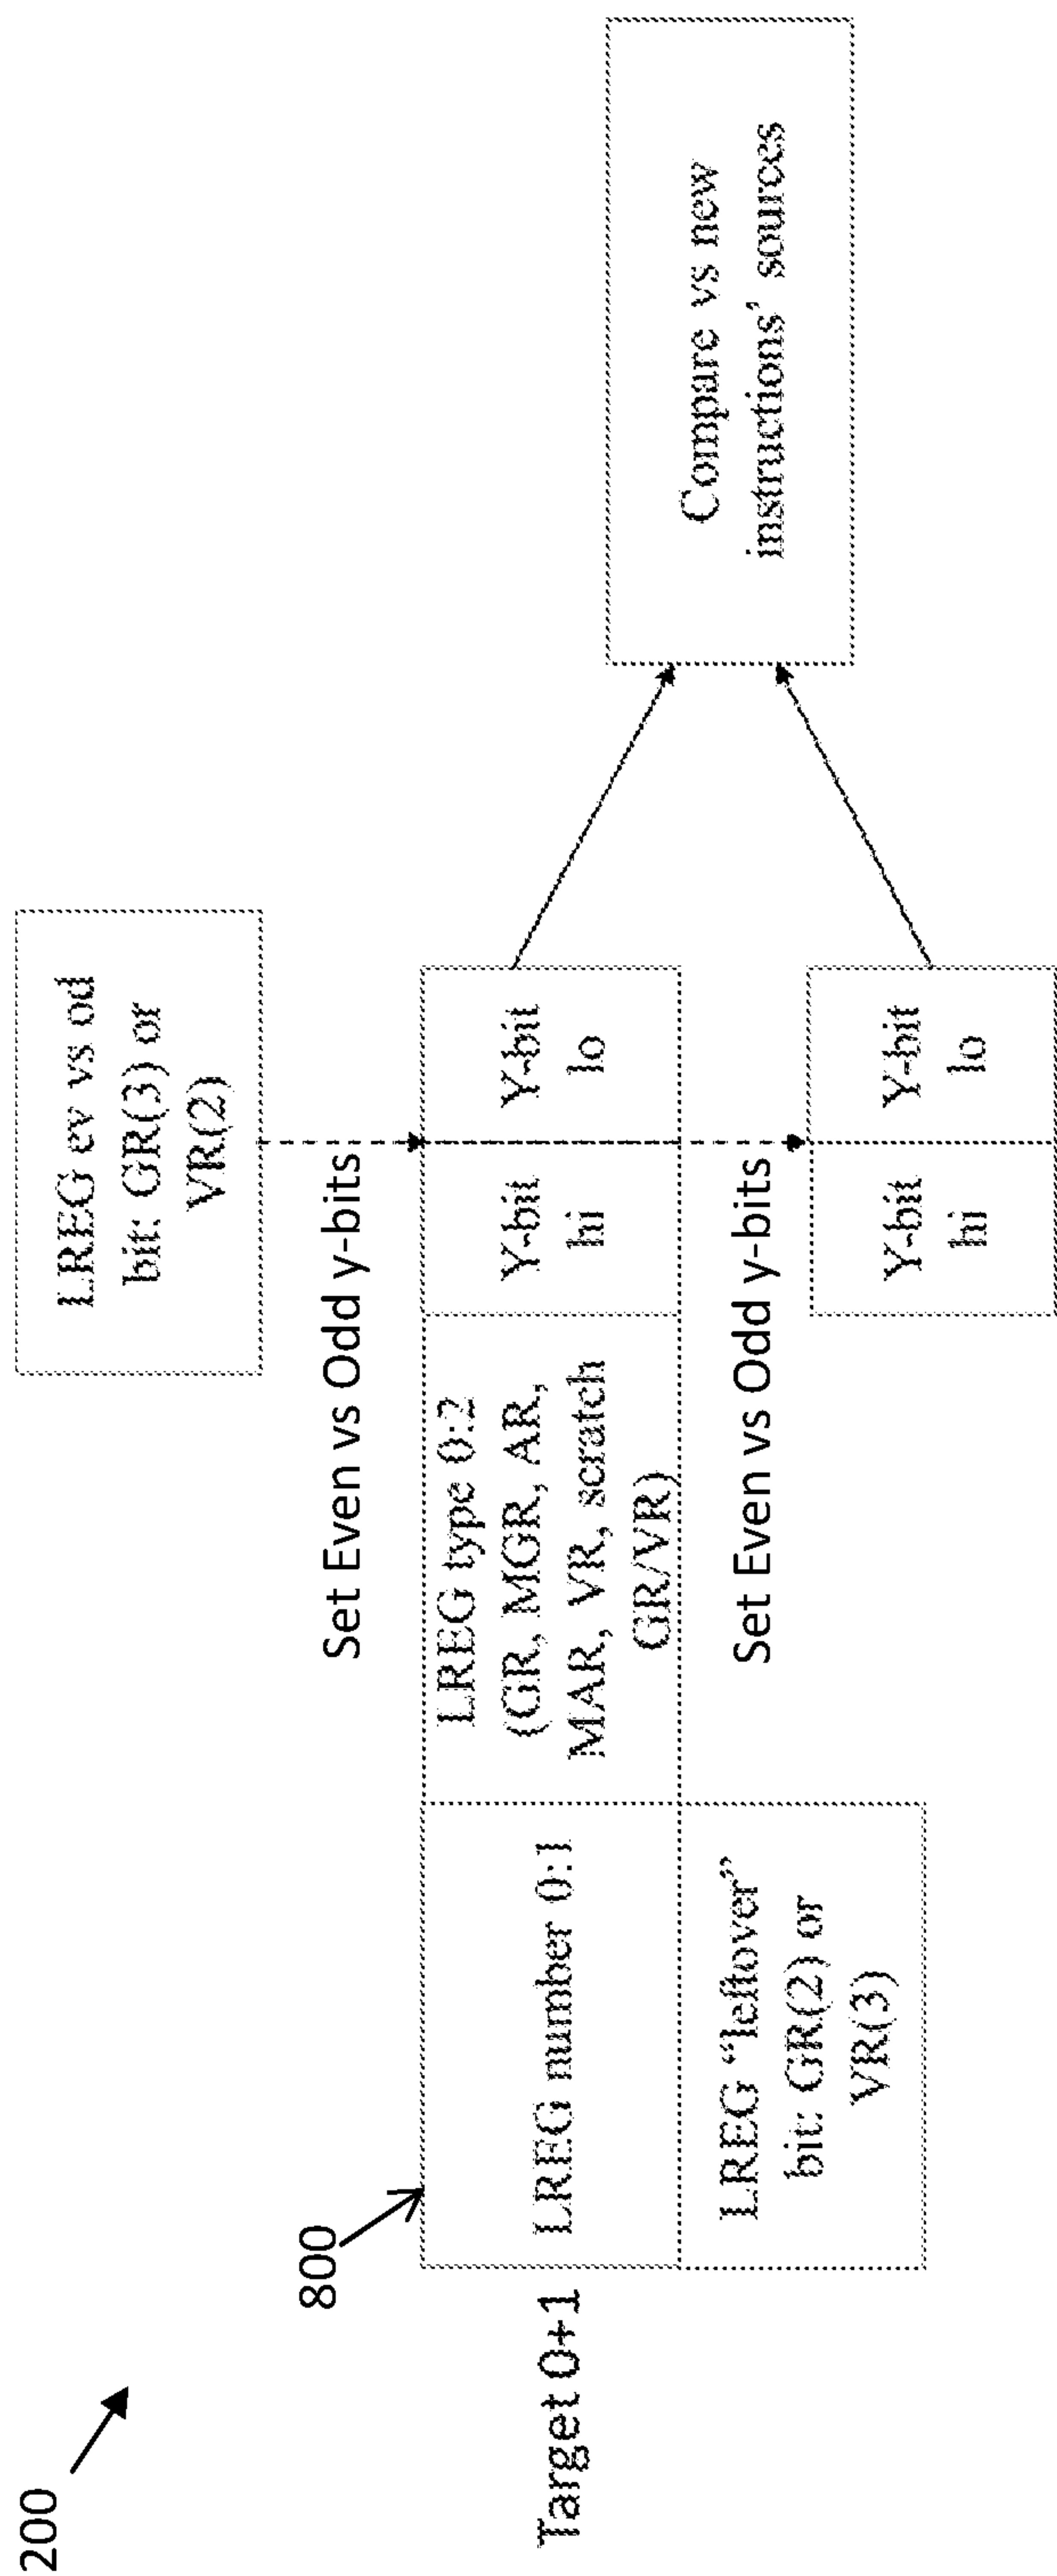 200
800
LREG ev vs od
bit: GR(3) or
VR(2)
Set Even vs Odd y-bits
Target 0+1
LREG number 0:1
LREG type 0:2
(GR, MGR, AR,
MAR, VR, scratch
GR/VR)
Y-bit
hi
Y-bit
lo
Compare vs new
instructions’ sources
LREG “leftover”
bit: GR(2) or
VR(3)
Set Even vs Odd y-bits
Y-bit
hi
Y-bit
lo